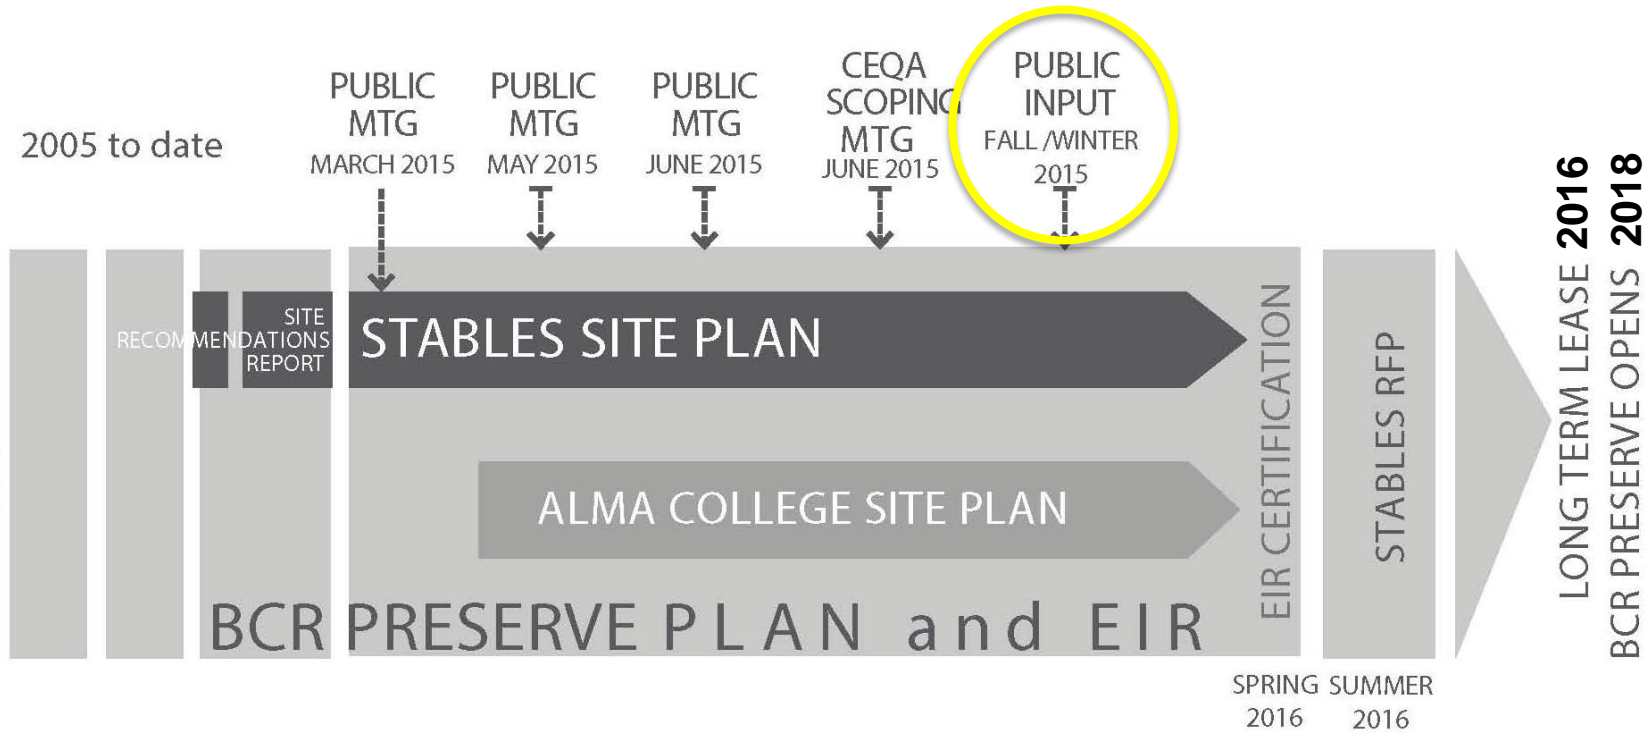 2005 to date
PUBLIC
MTG
MARCH 2015
PUBLIC
MTG
MAY 2015
PUBLIC
MTG
JUNE 2015
CEQA
SCOPING
MTG
JUNE 2015
PUBLIC
INPUT
FALL /WINTER
2015
SITE
RECOMMENDATIONS
REPORT
STABLES SITE PLAN
ALMA COLLEGE SITE PLAN
BCR PRESERVE PLAN and EIR
EIR CERTIFICATION
STABLES RFP
LONG TERM LEASE 2016
BCR PRESERVE OPENS 2018
SPRING
2016
SUMMER
2016